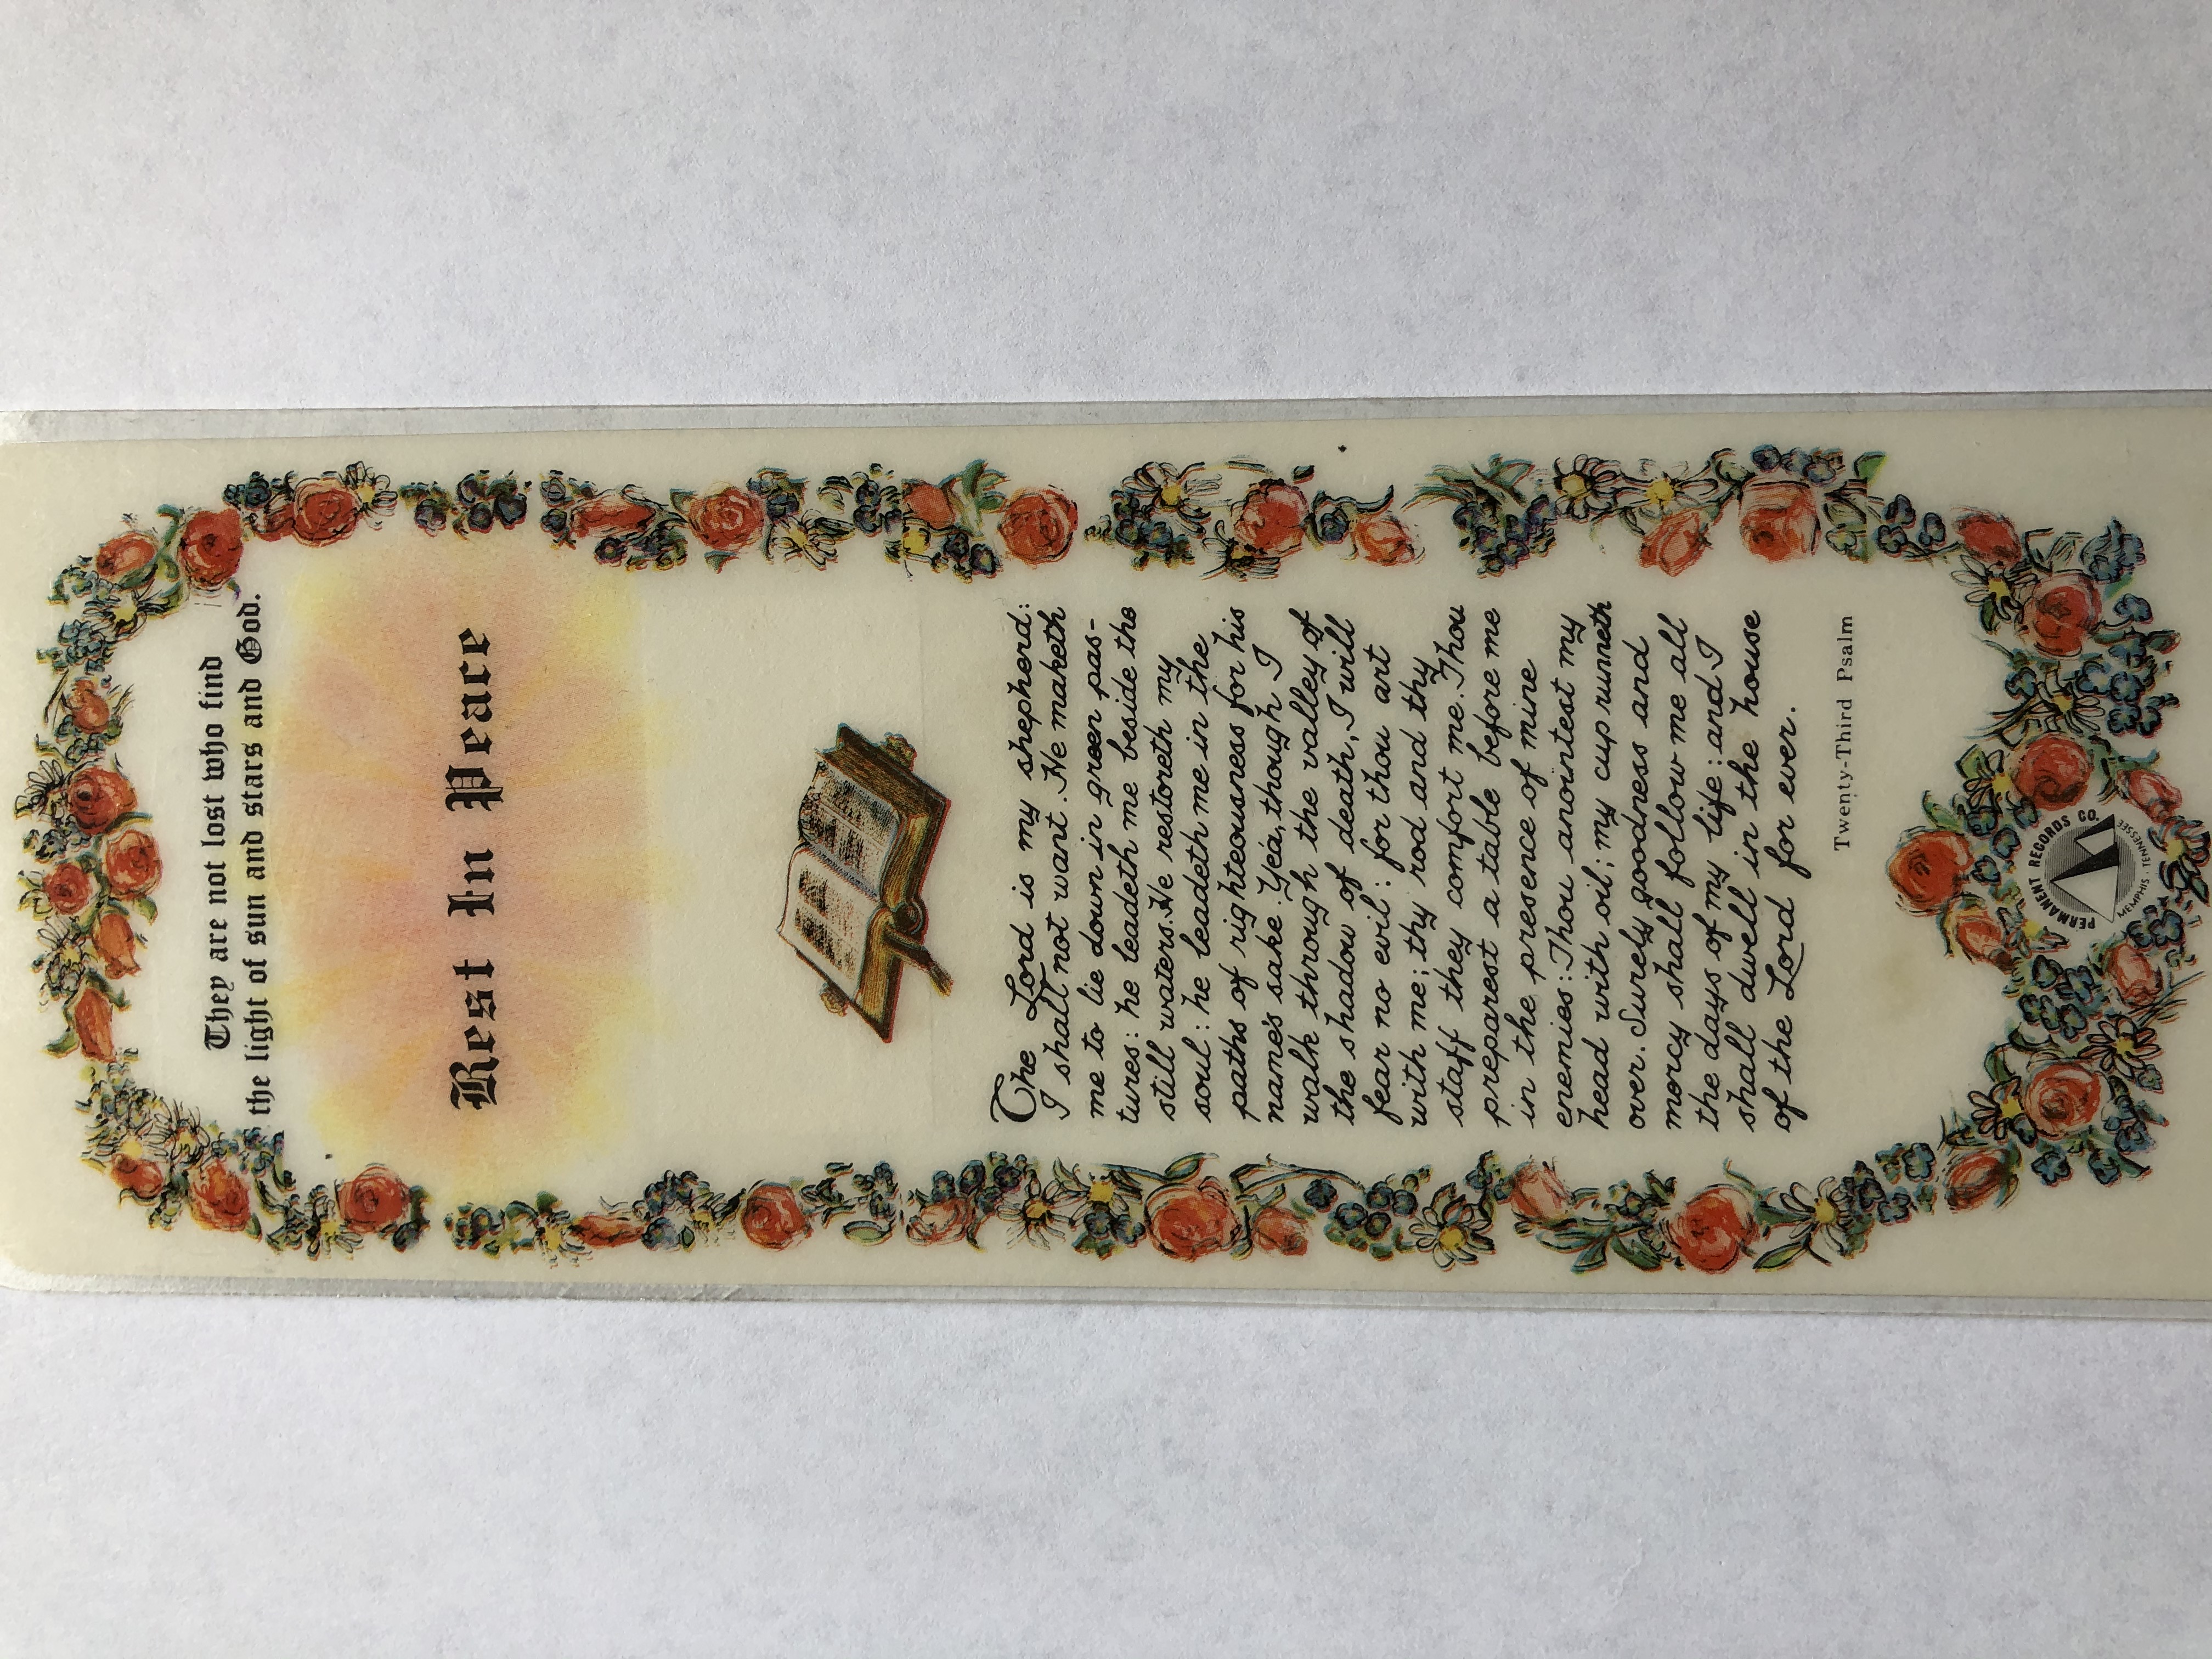 They are not lost who find
the light of sun and stars and God.
Rest In Peace
The Lord is my shepherd:
I shall not want. He maketh
me to lie down in green pas-
tures: he leadeth me beside the
still waters. He restoreth my
soul: he leadeth me in the
paths of righteousness for his
name's sake. Yea, though I
walk through the valley of
the shadow of death, I will
fear no evil: for thou art
with me; thy rod and thy
staff they comfort me. Thou
preparest a table before me
in the presence of mine
enemies: Thou anointest my
head with oil; my cup runneth
over. Surely goodness and
mercy shall follow me all
the days of my life: and I
shall dwell in the house
of the Lord for ever.
Twenty-Third Psalm
PERMANENT RECORDS CO.
MEMPHIS · TENNESSEE